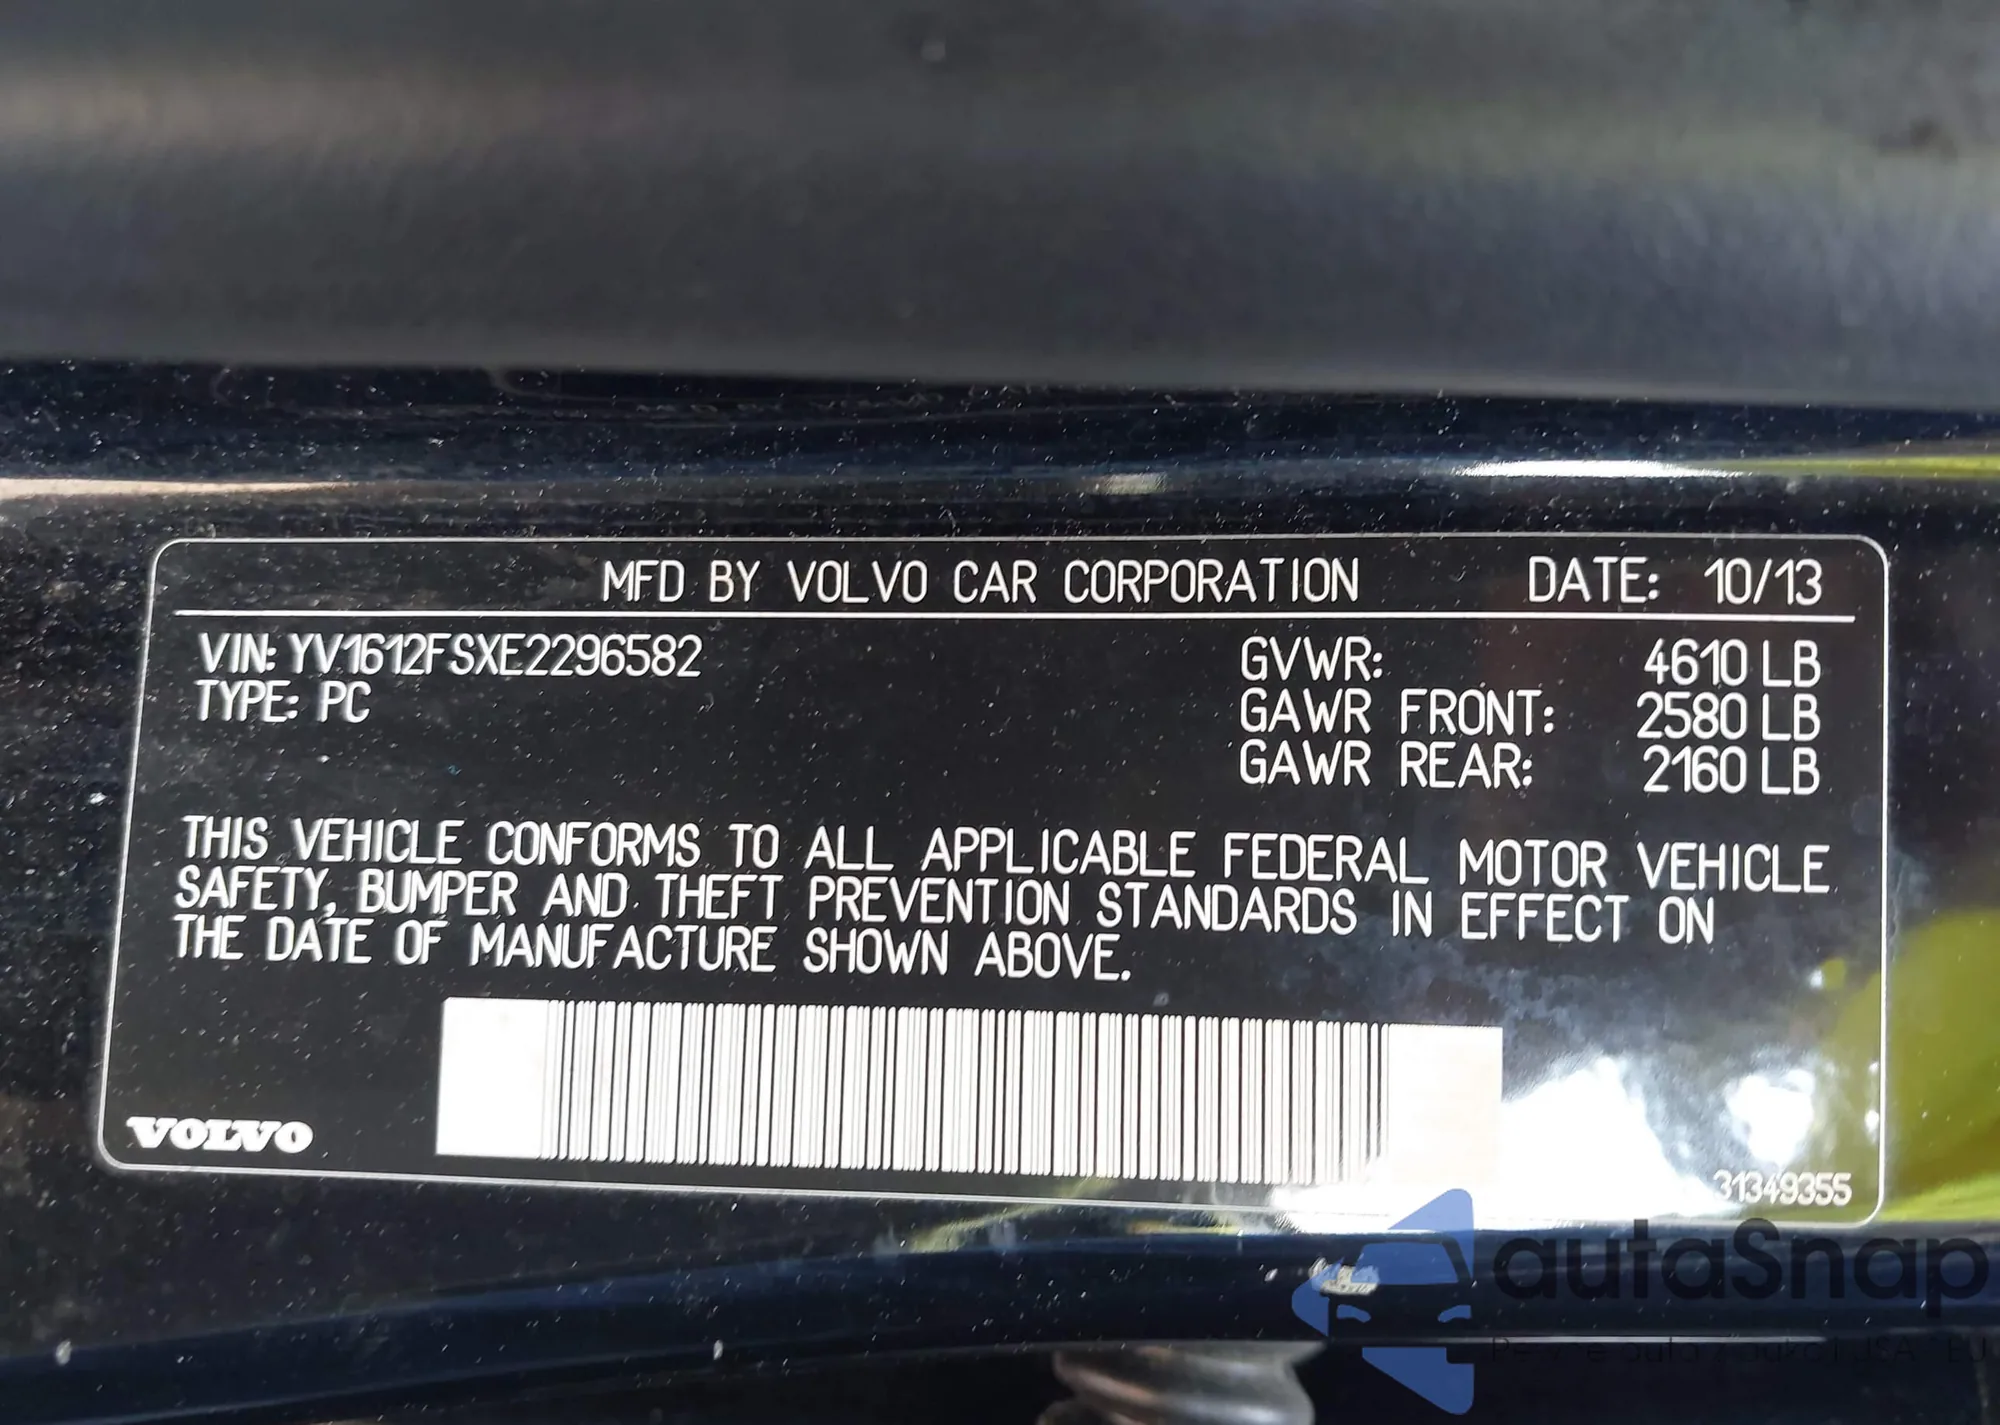 MFD BY VOLVO CAR CORPORATION DATE: 10/13
VIN: YV1612FSXE2296582 GVWR: 4610 LB
TYPE: PC GAWR FRONT: 2580 LB
GAWR REAR: 2160 LB
THIS VEHICLE CONFORMS TO ALL APPLICABLE FEDERAL MOTOR VEHICLE
SAFETY, BUMPER AND THEFT PREVENTION STANDARDS IN EFFECT ON
THE DATE OF MANUFACTURE SHOWN ABOVE.
VOLVO
31349355
autaSnap